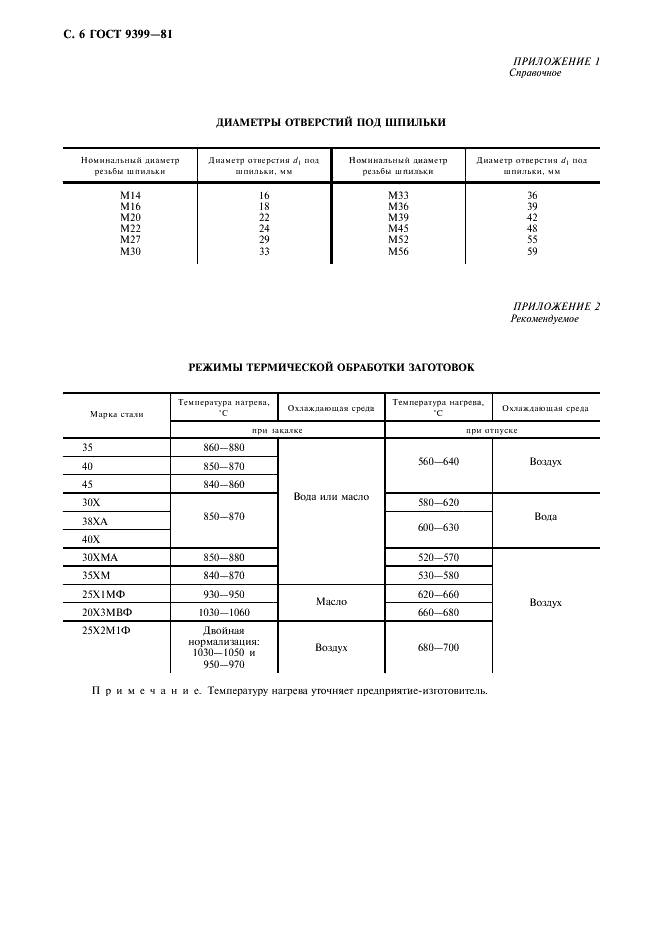 С. 6 ГОСТ 9399—81
ПРИЛОЖЕНИЕ 1
Справочное
ДИАМЕТРЫ ОТВЕРСТИЙ ПОД ШПИЛЬКИ
Номинальный диаметр резьбы шпильки | Диаметр отверстия d₁ под шпильки, мм | Номинальный диаметр резьбы шпильки | Диаметр отверстия d₁ под шпильки, мм
М14 16 М33 36
М16 18 М36 39
М20 22 М39 42
М22 24 М45 48
М27 29 М52 55
М30 33 М56 59
ПРИЛОЖЕНИЕ 2
Рекомендуемое
РЕЖИМЫ ТЕРМИЧЕСКОЙ ОБРАБОТКИ ЗАГОТОВОК
Марка стали | Температура нагрева, °С | Охлаждающая среда | Температура нагрева, °С | Охлаждающая среда
при закалке | при отпуске
35 860—880
40 850—870 560—640 Воздух
45 840—860
Вода или масло
30Х 580—620
38ХА 850—870 600—630 Вода
40Х
30ХМА 850—880 520—570
35ХМ 840—870 530—580
25Х1МФ 930—950 Масло 620—660 Воздух
20Х3МВФ 1030—1060 660—680
25Х2М1Ф Двойная
нормализация:
1030—1050 и Воздух 680—700
950—970
П р и м е ч а н и е. Температуру нагрева уточняет предприятие-изготовитель.